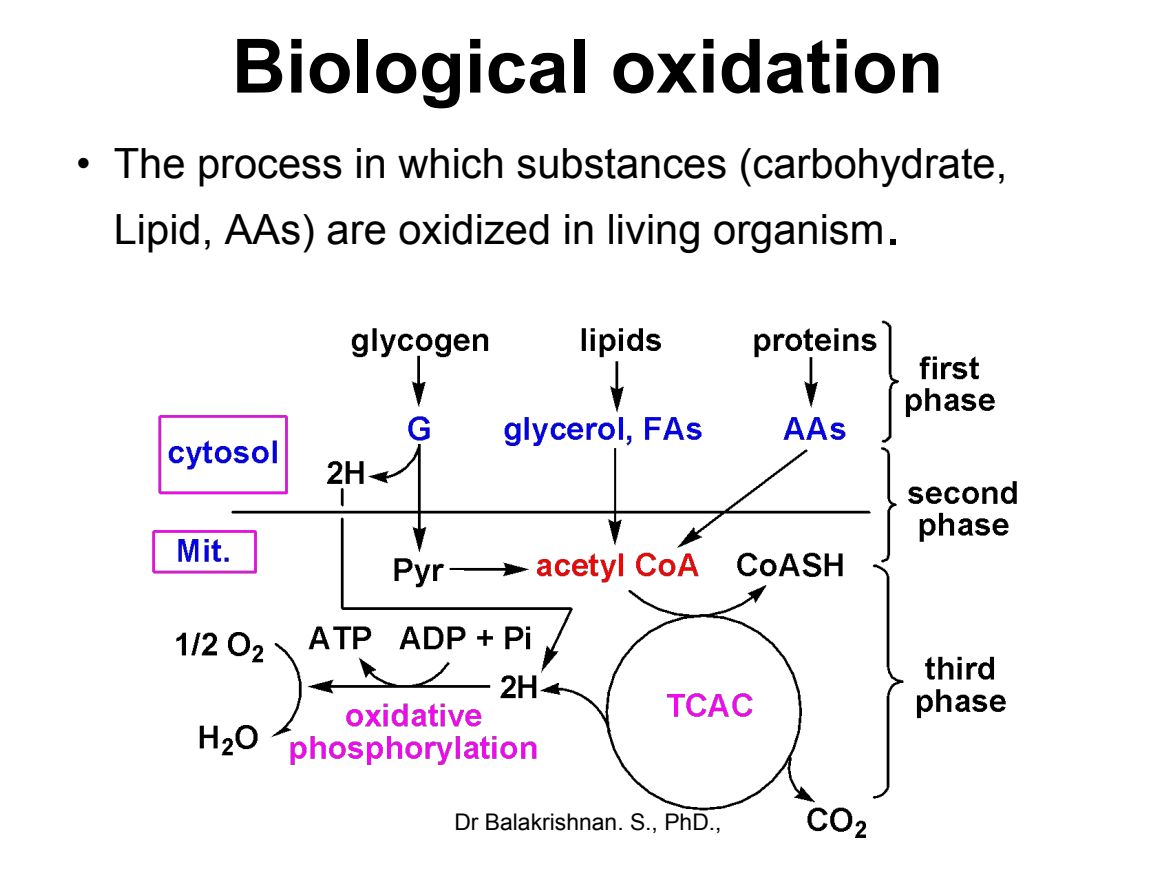 Biological oxidation
• The process in which substances (carbohydrate,
Lipid, AAs) are oxidized in living organism.
glycogen lipids proteins
first
phase
G glycerol, FAs AAs
cytosol
2H
second
phase
Mit.
Pyr acetyl CoA CoASH
1/2 O₂ ATP ADP + Pi
2H
third
phase
TCAC
oxidative
phosphorylation
H₂O
CO₂
Dr Balakrishnan. S., PhD.,